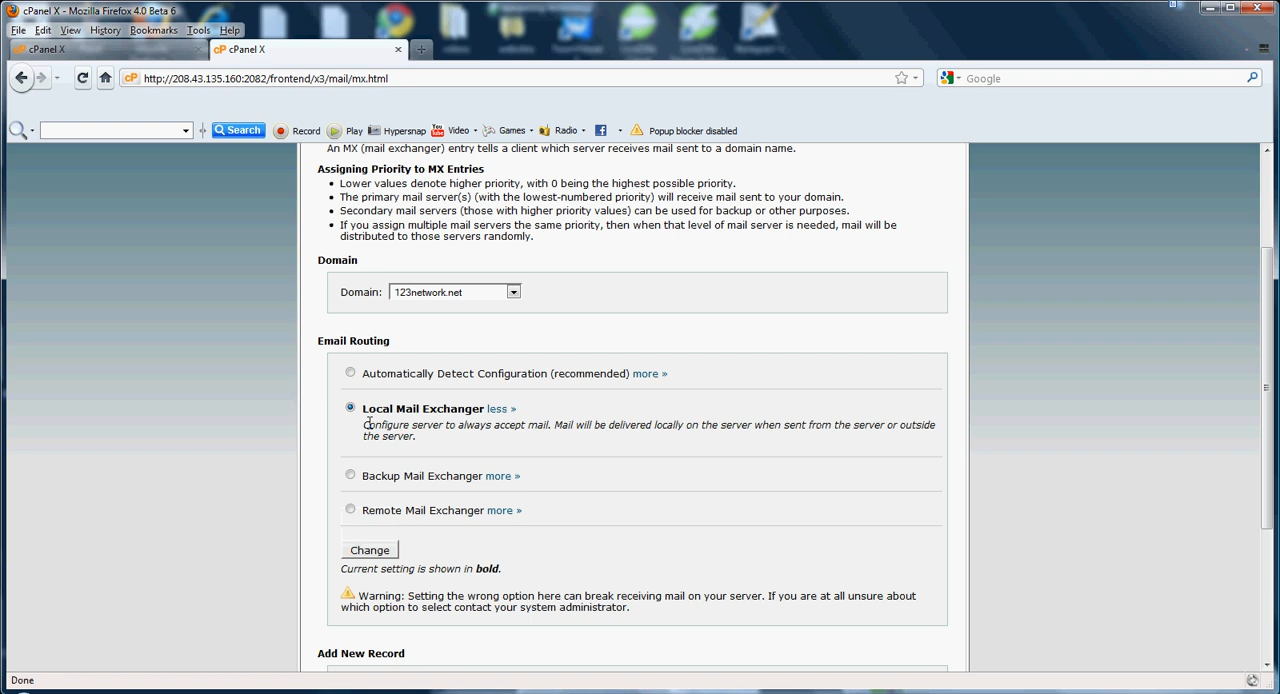 cPanel X - Mozilla Firefox 4.0 Beta 6
File Edit View History Bookmarks Tools Help
cPanel X
cPanel X
http://208.43.135.160:2082/frontend/x3/mail/mx.html
Google
Search Record Play Hypersnap Video Games Radio Popup blocker disabled
An MX (mail exchanger) entry tells a client which server receives mail sent to a domain name.
Assigning Priority to MX Entries
• Lower values denote higher priority, with 0 being the highest possible priority.
• The primary mail server(s) (with the lowest-numbered priority) will receive mail sent to your domain.
• Secondary mail servers (those with higher priority values) can be used for backup or other purposes.
• If you assign multiple mail servers the same priority, then when that level of mail server is needed, mail will be
distributed to those servers randomly.
Domain
Domain: 123network.net
Email Routing
Automatically Detect Configuration (recommended) more »
Local Mail Exchanger less »
Configure server to always accept mail. Mail will be delivered locally on the server when sent from the server or outside
the server.
Backup Mail Exchanger more »
Remote Mail Exchanger more »
Change
Current setting is shown in bold.
Warning: Setting the wrong option here can break receiving mail on your server. If you are at all unsure about
which option to select contact your system administrator.
Add New Record
Done